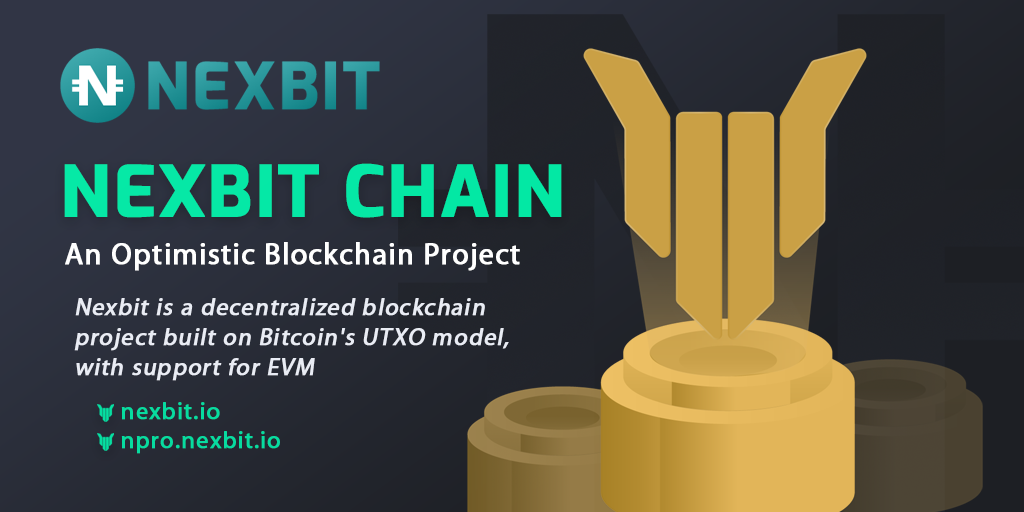 NEXBIT
NEXBIT CHAIN
An Optimistic Blockchain Project
Nexbit is a decentralized blockchain
project built on Bitcoin's UTXO model,
with support for EVM
nexbit.io
npro.nexbit.io